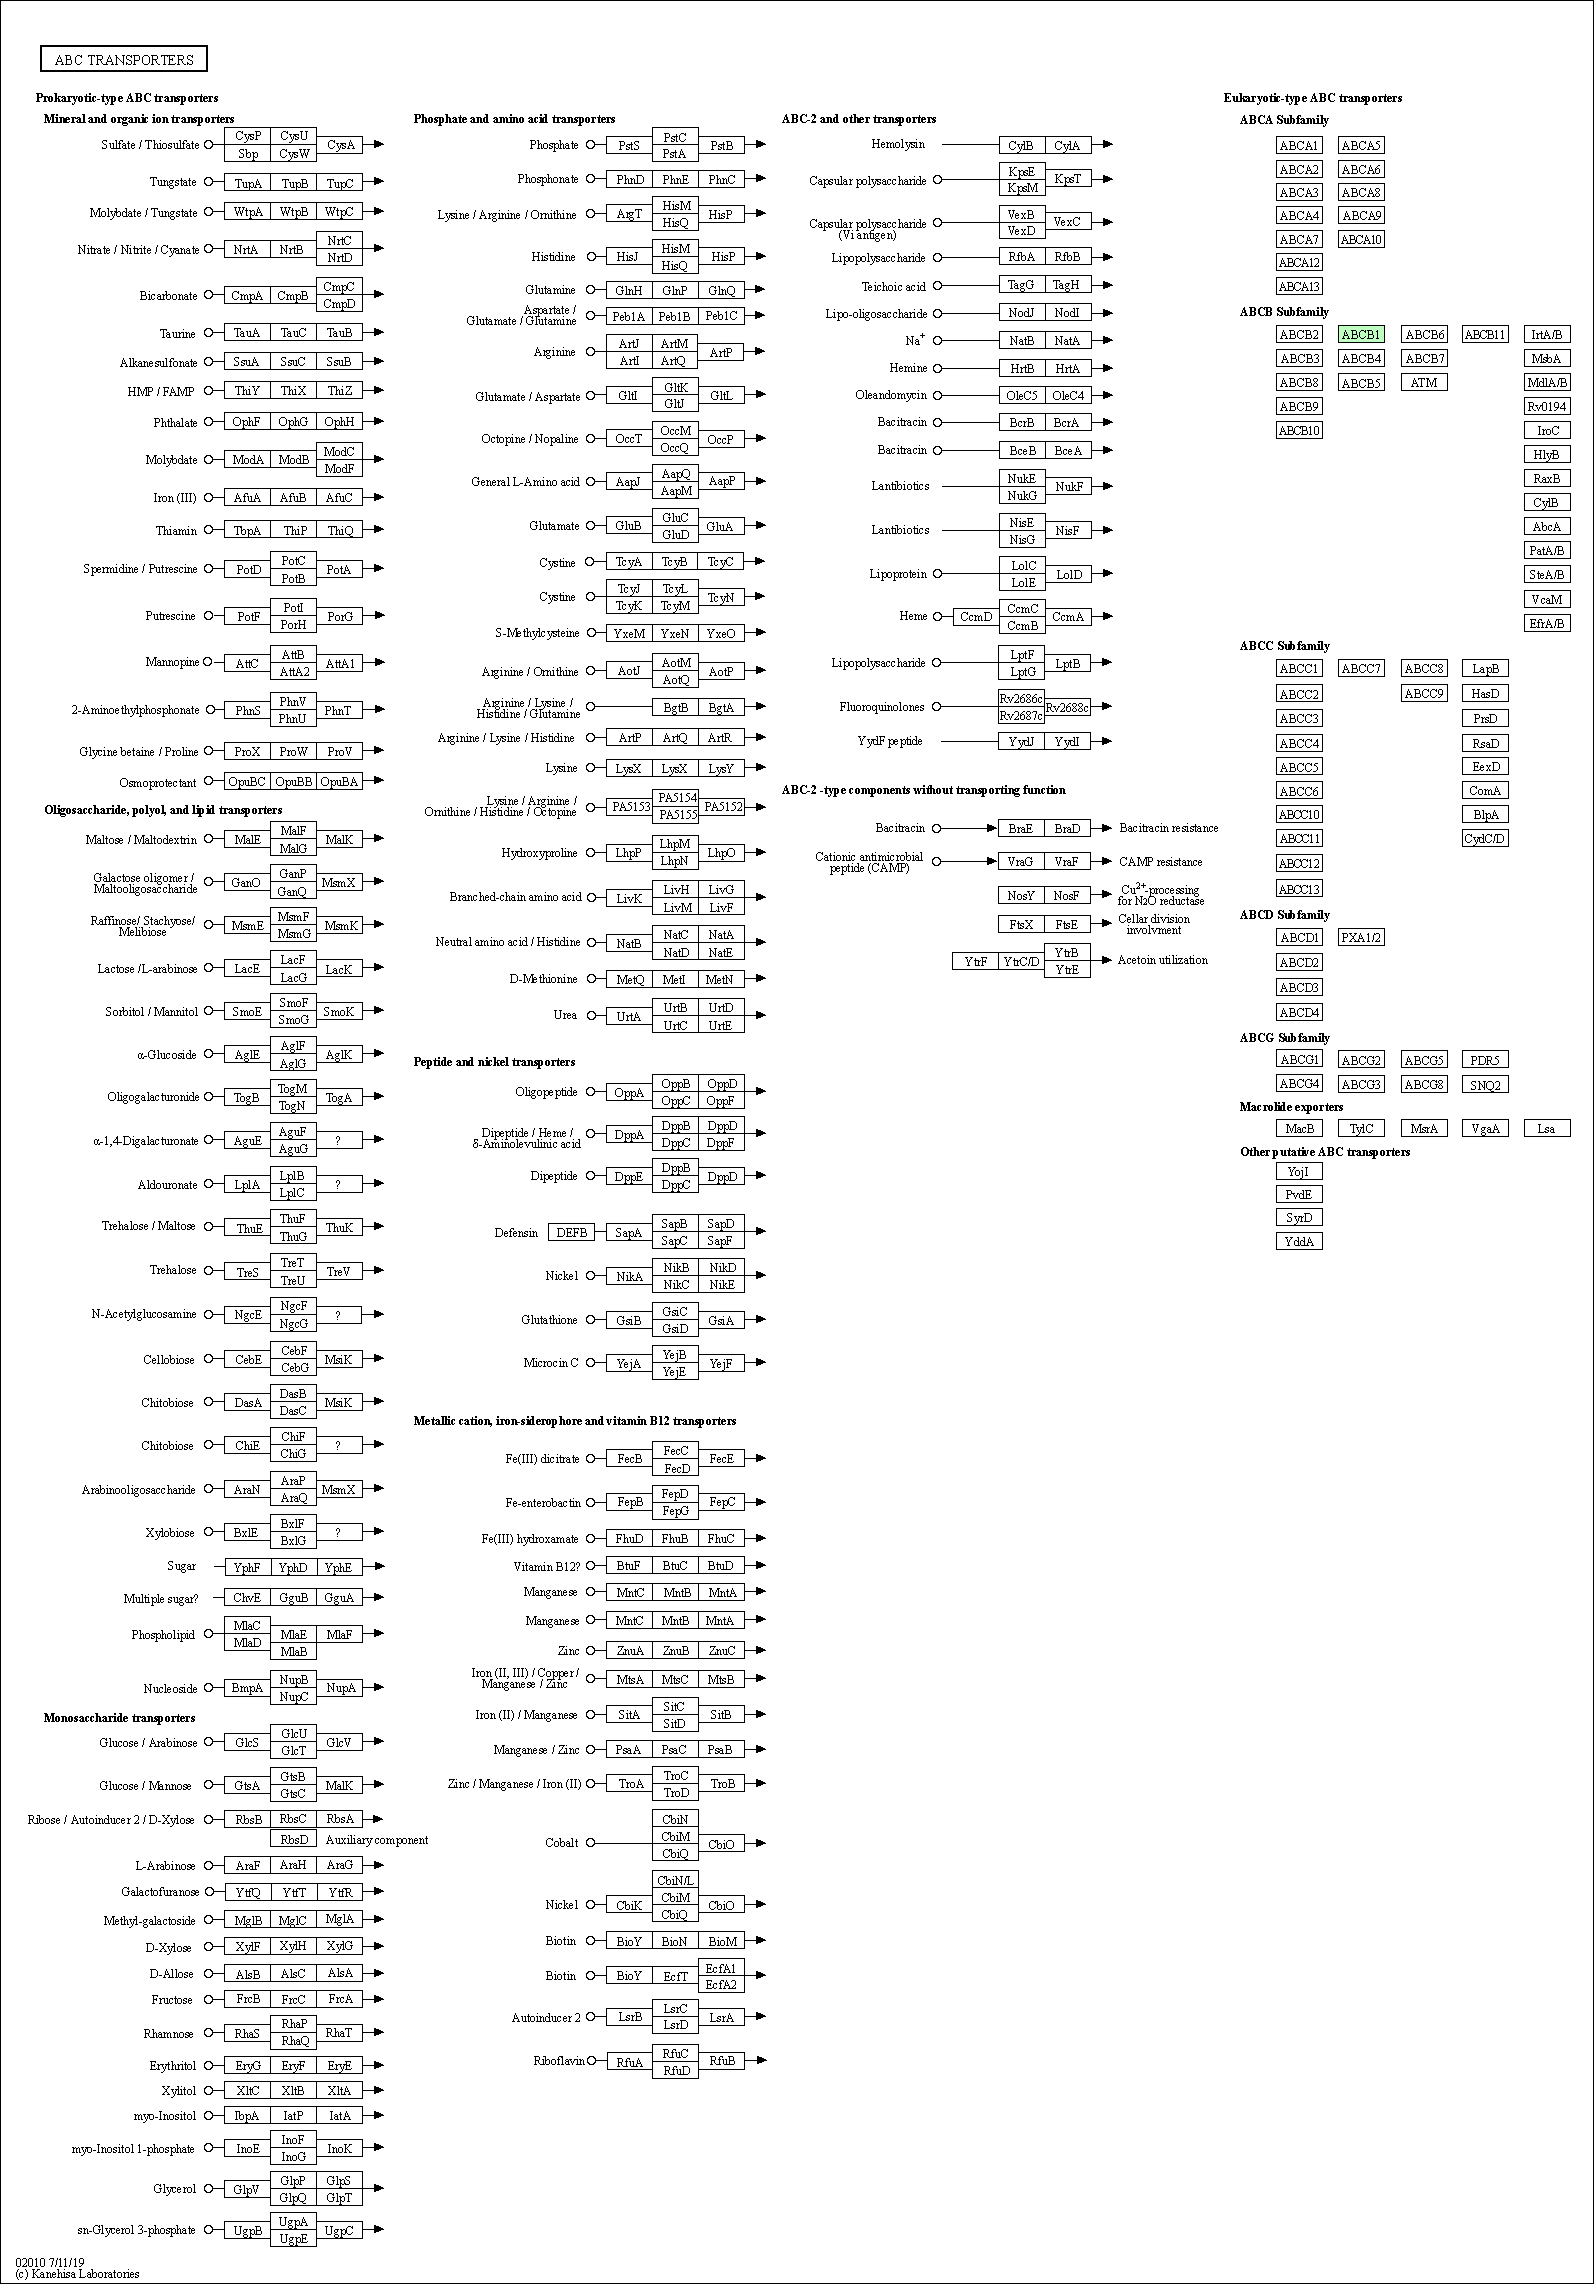 ABC TRANSPORTERS
Prokaryotic-type ABC transporters
Mineral and organic ion transporters
Sulfate / Thiosulfate CysP CysU CysA
Sbp CysW
Tungstate TupA TupB TupC
Molybdate / Tungstate WtpA WtpB WtpC
Nitrate / Nitrite / Cyanate NrtA NrtB NrtC
NrtD
Bicarbonate CmpA CmpB CmpC
CmpD
Taurine TauA TauC TauB
Alkanesulfonate SsuA SsuC SsuB
HMP / FAMP ThiY ThiX ThiZ
Phthalate OphF OphG OphH
Molybdate ModA ModB ModC
ModF
Iron (III) AfuA AfuB AfuC
Thiamin TbpA ThiP ThiQ
Spermidine / Putrescine PotD PotC PotA
PotB
Putrescine PotF PotI PorG
PorH
Mannopine AttC AttB AttA1
AttA2
2-Aminoethylphosphonate PhnS PhnV PhnT
PhnU
Glycine betaine / Proline ProX ProW ProV
Osmoprotectant OpuBC OpuBB OpuBA
Oligosaccharide, polyol, and lipid transporters
Maltose / Maltodextrin MalE MalF MalK
MalG
Galactose oligomer /
Maltooligosaccharide GanO GanP MsmX
GanQ
Raffinose/ Stachyose/
Melibiose MsmE MsmF MsmK
MsmG
Lactose /L-arabinose LacE LacF LacK
LacG
Sorbitol / Mannitol SmoE SmoF SmoK
SmoG
α-Glucoside AglE AglF AglK
AglG
Oligogalacturonide TogB TogM TogA
TogN
α-1,4-Digalacturonate AguE AguF ?
AguG
Aldouronate LplA LplB ?
LplC
Trehalose / Maltose ThuE ThuF ThuK
ThuG
Trehalose TreS TreT TreV
TreU
N-Acetylglucosamine NgcE NgcF ?
NgcG
Cellobiose CebE CebF MsiK
CebG
Chitobiose DasA DasB MsiK
DasC
Chitobiose ChiE ChiF ?
ChiG
Arabinooligosaccharide AraN AraP MsmX
AraQ
Xylobiose BxlE BxlF ?
BxlG
Sugar YphF YphD YphE
Multiple sugar? ChvE GguB GguA
Phospholipid MlaC MlaE MlaF
MlaD MlaB
Nucleoside BmpA NupB NupA
NupC
Monosaccharide transporters
Glucose / Arabinose GlcS GlcU GlcV
GlcT
Glucose / Mannose GtsA GtsB MalK
GtsC
Ribose / Autoinducer 2 / D-Xylose RbsB RbsC RbsA
RbsD Auxiliary component
L-Arabinose AraF AraH AraG
Galactofuranose YtfQ YtfT YtfR
Methyl-galactoside MglB MglC MglA
D-Xylose XylF XylH XylG
D-Allose AlsB AlsC AlsA
Fructose FrcB FrcC FrcA
Rhamnose RhaS RhaP RhaT
RhaQ
Erythritol EryG EryF EryE
Xylitol XltC XltB XltA
myo-Inositol IbpA IatP IatA
myo-Inositol 1-phosphate InoE InoF InoK
InoG
Glycerol GlpV GlpP GlpS
GlpQ GlpT
sn-Glycerol 3-phosphate UgpB UgpA UgpC
UgpE
02010 7/11/19
(c) Kanehisa Laboratories
Phosphate and amino acid transporters
Phosphate PstS PstC PstB
PstA
Phosphonate PhnD PhnE PhnC
Lysine / Arginine / Ornithine ArgT HisM HisP
HisQ
Histidine HisJ HisM HisP
HisQ
Glutamine GlnH GlnP GlnQ
Aspartate /
Glutamate / Glutamine Peb1A Peb1B Peb1C
Arginine ArtJ ArtM ArtP
ArtI ArtQ
Glutamate / Aspartate GltI GltK GltL
GltJ
Octopine / Nopaline OccT OccM OccP
OccQ
General L-Amino acid AapJ AapQ AapP
AapM
Glutamate GluB GluC GluA
GluD
Cystine TcyA TcyB TcyC
Cystine TcyJ TcyL TcyN
TcyK TcyM
S-Methylcysteine YxeM YxeN YxeO
Arginine / Ornithine AotJ AotM AotP
AotQ
Arginine / Lysine /
Histidine / Glutamine BgtB BgtA
Arginine / Lysine / Histidine ArtP ArtQ ArtR
Lysine LysX LysX LysY
Lysine / Arginine /
Ornithine / Histidine / Octopine PA5153 PA5154 PA5152
PA5155
Hydroxyproline LhpP LhpM LhpO
LhpN
Branched-chain amino acid LivK LivH LivG
LivM LivF
Neutral amino acid / Histidine NatB NatC NatA
NatD NatE
D-Methionine MetQ MetI MetN
Urea UrtA UrtB UrtD
UrtC UrtE
Peptide and nickel transporters
Oligopeptide OppA OppB OppD
OppC OppF
Dipeptide / Heme /
δ-Aminolevulinic acid DppA DppB DppD
DppC DppF
Dipeptide DppE DppB DppD
DppC
Defensin DEFB SapA SapB SapD
SapC SapF
Nickel NikA NikB NikD
NikC NikE
Glutathione GsiB GsiC GsiA
GsiD
Microcin C YejA YejB YejF
YejE
Metallic cation, iron-siderophore and vitamin B12 transporters
Fe(III) dicitrate FecB FecC FecE
FecD
Fe-enterobactin FepB FepD FepC
FepG
Fe(III) hydroxamate FhuD FhuB FhuC
Vitamin B12? BtuF BtuC BtuD
Manganese MntC MntB MntA
Manganese MntC MntB MntA
Zinc ZnuA ZnuB ZnuC
Iron (II, III) / Copper /
Manganese / Zinc MtsA MtsC MtsB
Iron (II) / Manganese SitA SitC SitB
SitD
Manganese / Zinc PsaA PsaC PsaB
Zinc / Manganese / Iron (II) TroA TroC TroB
TroD
Cobalt CbiN
CbiM CbiO
CbiQ
Nickel CbiK CbiN/L
CbiM CbiO
CbiQ
Biotin BioY BioN BioM
Biotin BioY EcfT EcfA1
EcfA2
Autoinducer 2 LsrB LsrC LsrA
LsrD
Riboflavin RfuA RfuC RfuB
RfuD
ABC-2 and other transporters
Hemolysin CylB CylA
Capsular polysaccharide KpsE KpsT
KpsM
Capsular polysaccharide
(Vi antigen) VexB VexC
VexD
Lipopolysaccharide RfbA RfbB
Teichoic acid TagG TagH
Lipo-oligosaccharide NodJ NodI
Na+ NatB NatA
Hemine HrtB HrtA
Oleandomycin OleC5 OleC4
Bacitracin BcrB BcrA
Bacitracin BceB BceA
Lantibiotics NukE NukF
NukG
Lantibiotics NisE NisF
NisG
Lipoprotein LolC LolD
LolE
Heme CcmD CcmC CcmA
CcmB
Lipopolysaccharide LptF LptB
LptG
Fluoroquinolones Rv2686c Rv2688c
Rv2687c
YydF peptide YydJ YydI
ABC-2 -type components without transporting function
Bacitracin BraE BraD Bacitracin resistance
Cationic antimicrobial
peptide (CAMP) VraG VraF CAMP resistance
NosY NosF Cu2+-processing
for N2O reductase
FtsX FtsE Cellar division
involvment
YtrF YtrC/D YtrB Acetoin utilization
YtrE
Eukaryotic-type ABC transporters
ABCA Subfamily
ABCA1 ABCA5
ABCA2 ABCA6
ABCA3 ABCA8
ABCA4 ABCA9
ABCA7 ABCA10
ABCA12
ABCA13
ABCB Subfamily
ABCB2 ABCB1 ABCB6 ABCB11 IrtA/B
ABCB3 ABCB4 ABCB7 MsbA
ABCB8 ABCB5 ATM MdlA/B
ABCB9 Rv0194
ABCB10 IroC
HlyB
RaxB
CylB
AbcA
PatA/B
SteA/B
VcaM
EfrA/B
ABCC Subfamily
ABCC1 ABCC7 ABCC8 LapB
ABCC2 ABCC9 HasD
ABCC3 PrsD
ABCC4 RsaD
ABCC5 EexD
ABCC6 ComA
ABCC10 BlpA
ABCC11 CydC/D
ABCC12
ABCC13
ABCD Subfamily
ABCD1 PXA1/2
ABCD2
ABCD3
ABCD4
ABCG Subfamily
ABCG1 ABCG2 ABCG5 PDR5
ABCG4 ABCG3 ABCG8 SNQ2
Macrolide exporters
MacB TylC MsrA VgaA Lsa
Other putative ABC transporters
YojI
PvdE
SyrD
YddA